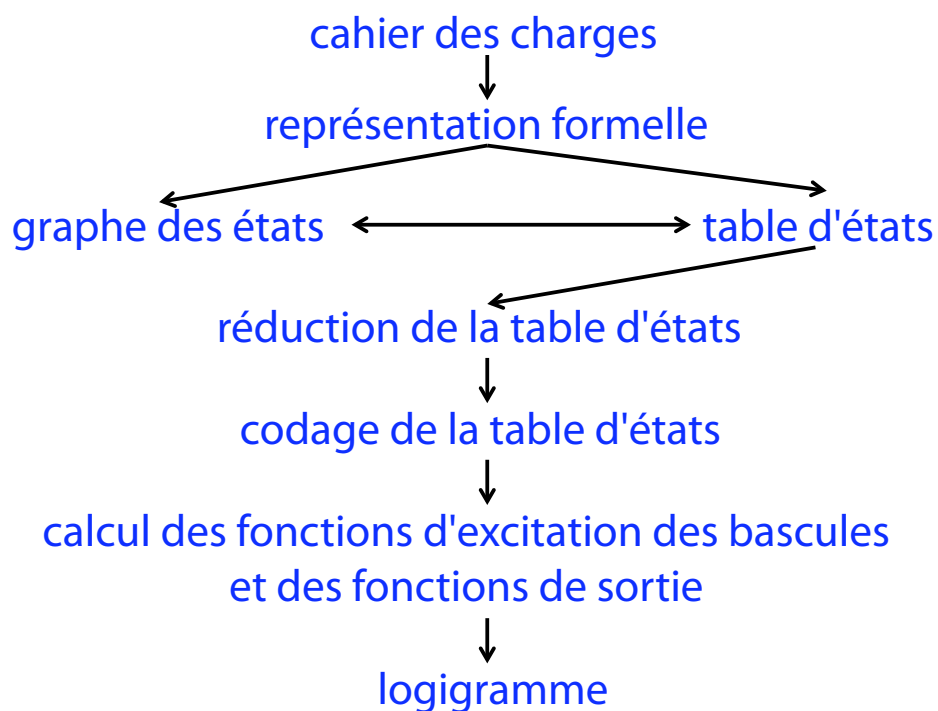 cahier des charges
représentation formelle
graphe des états
table d'états
réduction de la table d'états
codage de la table d'états
calcul des fonctions d'excitation des bascules
et des fonctions de sortie
logigramme